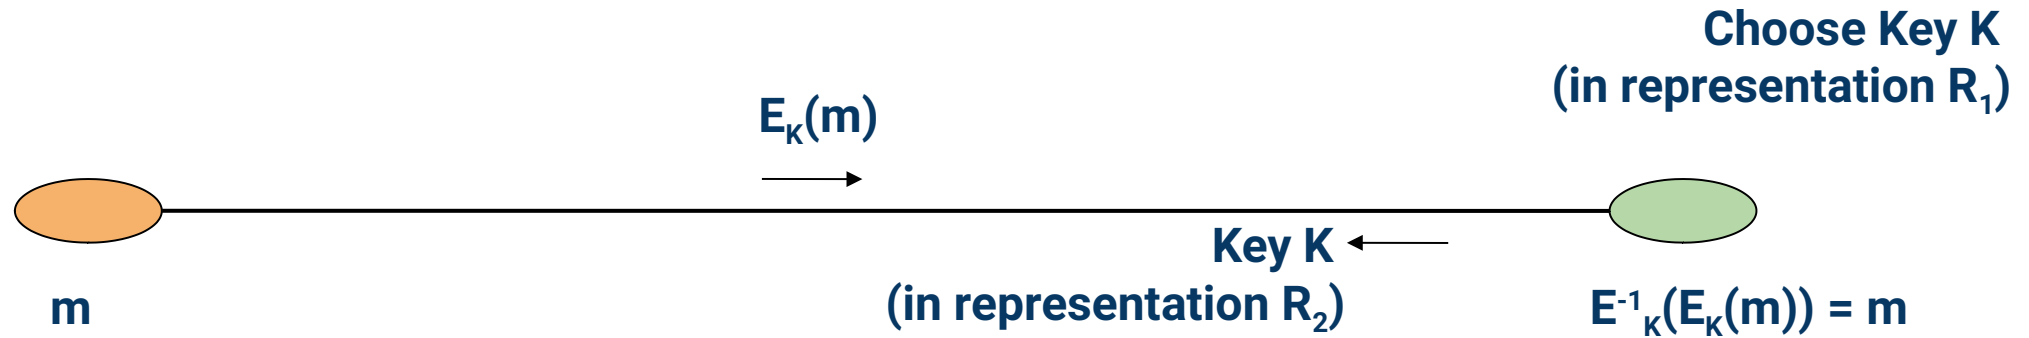 Choose Key K
(in representation R₁)
Eₖ(m)
Key K
(in representation R₂)
m
E⁻¹ₖ(Eₖ(m)) = m